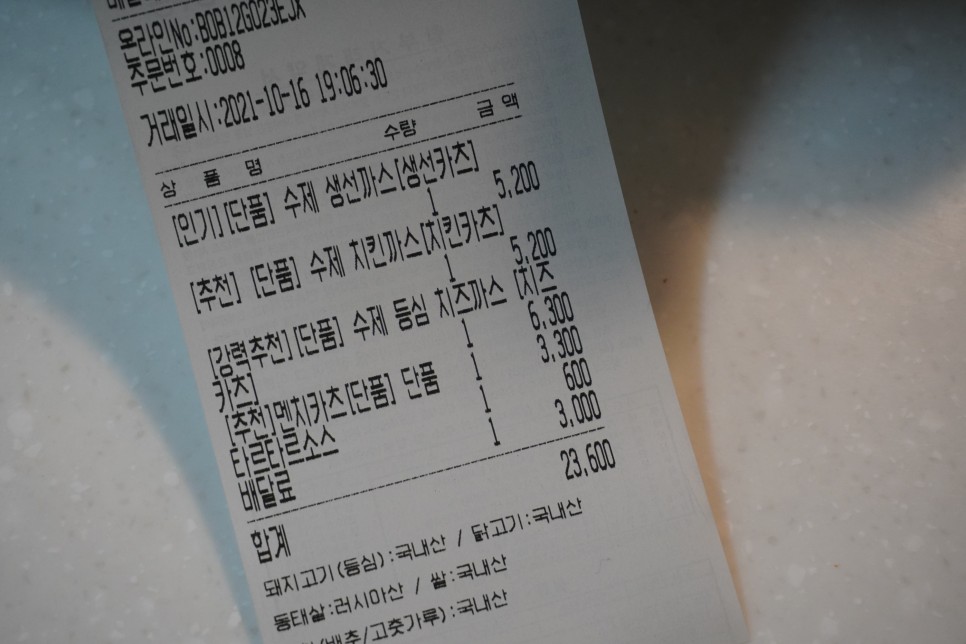 온라인No:B0B12G023EJX
주문번호:0008
거래일시:2021-10-16 19:06:30
상 품 명 수량 금 액
[인기][단품] 수제 생선까스[생선카츠]
1 5,200
[추천] [단품] 수제 치킨까스[치킨카츠]
1 5,200
[강력추천][단품] 수제 등심 치즈까스 [치즈
카츠] 1 6,300
[추천]멘치카츠[단품] 단품 1 3,300
타르타르소스 1 600
배달료 1 3,000
합계 23,600
돼지고기(등심):국내산 / 닭고기:국내산
동태살:러시아산 / 쌀:국내산
(배추/고춧가루):국내산